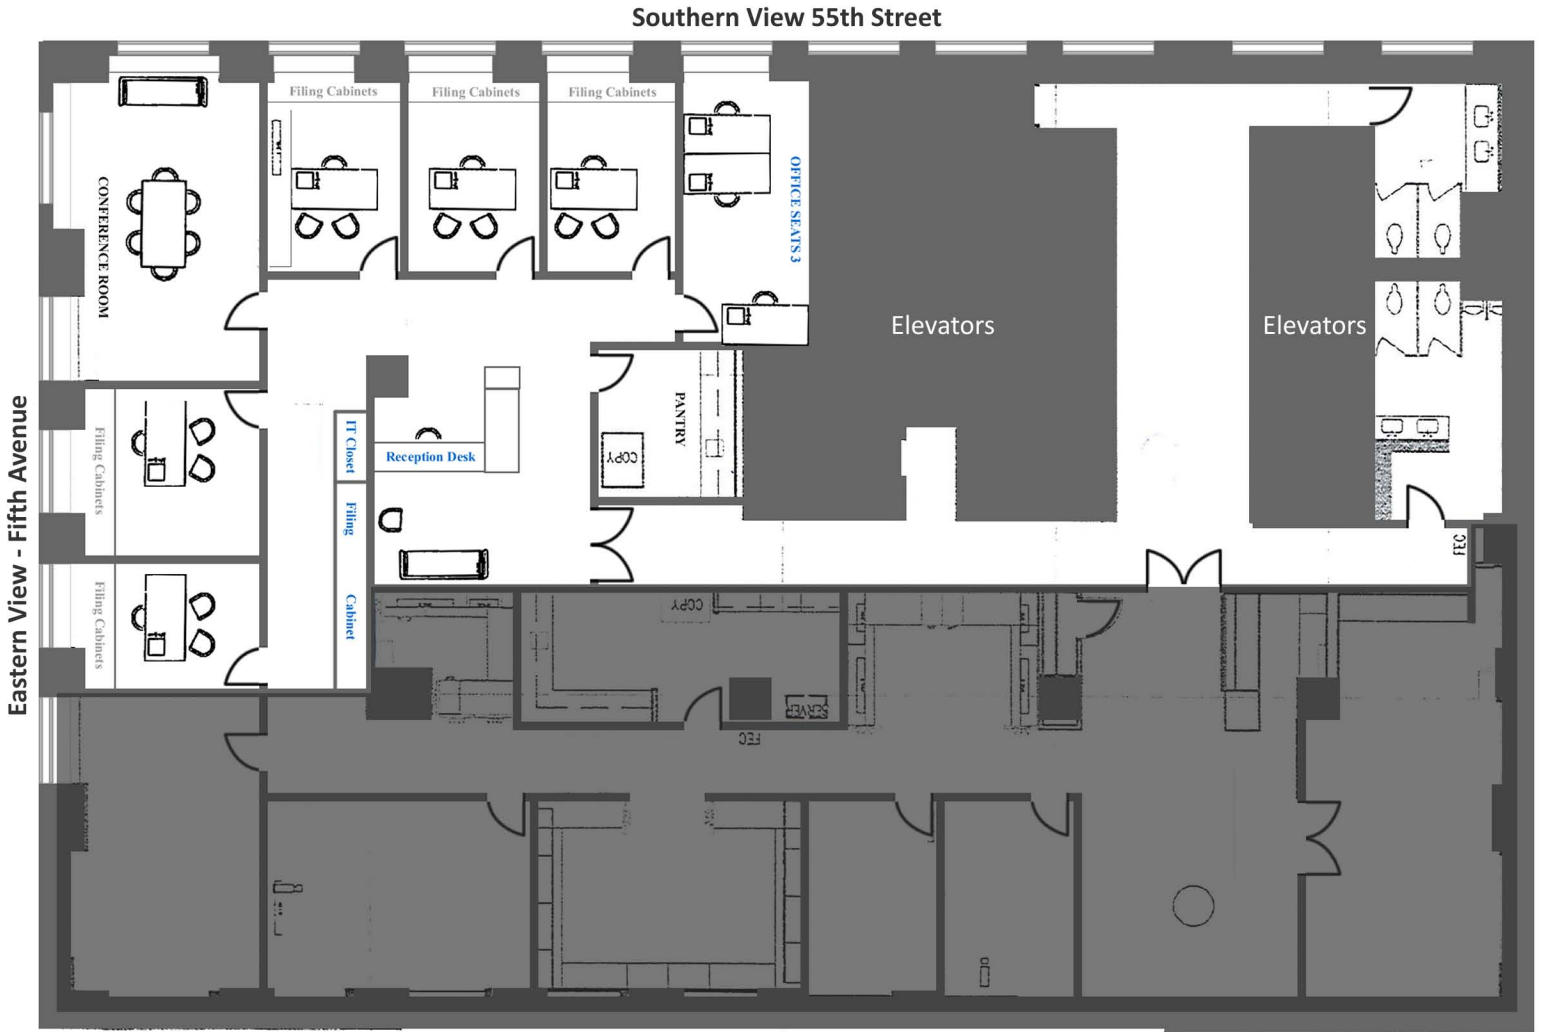 Southern View 55th Street
Filing Cabinets
Filing Cabinets
Filing Cabinets
CONFERENCE ROOM
OFFICE SEATS 3
Elevators
Elevators
Eastern View - Fifth Avenue
PANTRY
COPY
IT Closet
Reception Desk
Filing Cabinets
Filing
Cabinet
FEC
Filing Cabinets
COPY
SERVER
FEC